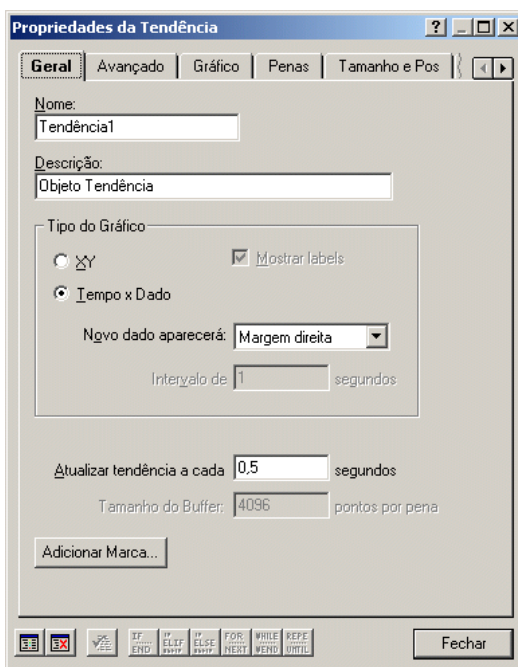 Propriedades da Tendência
Geral Avançado Gráfico Penas Tamanho e Pos
Nome:
Tendência1
Descrição:
Objeto Tendência
Tipo do Gráfico
XY Mostrar labels
Tempo x Dado
Novo dado aparecerá: Margem direita
Intervalo de 1 segundos
Atualizar tendência a cada 0,5 segundos
Tamanho do Buffer: 4096 pontos por pena
Adicionar Marca...
IF END IF ELIF ELSE FOR NEXT WHILE WEND REPE UNTIL
Fechar